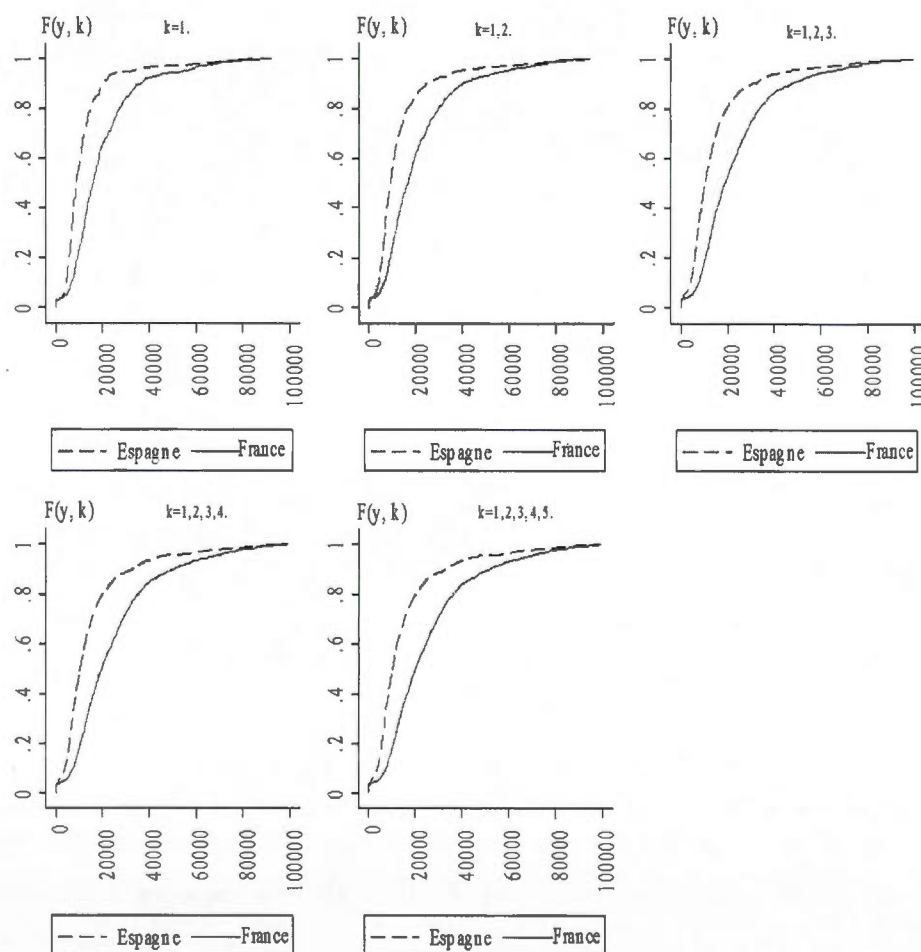 F(y, k) k=1.
0 .2 .4 .6 .8 1
0 20000 40000 60000 80000 100000
Espagne France
F(y, k) k=1,2.
0 .2 .4 .6 .8 1
0 20000 40000 60000 80000 100000
Espagne France
F(y, k) k=1,2,3.
0 .2 .4 .6 .8 1
0 20000 40000 60000 80000 100000
Espagne France
F(y, k) k=1,2,3,4.
0 .2 .4 .6 .8 1
0 20000 40000 60000 80000 100000
Espagne France
F(y, k) k=1,2,3,4,5.
0 .2 .4 .6 .8 1
0 20000 40000 60000 80000 100000
Espagne France